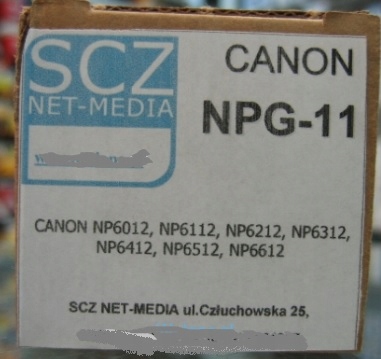 SCZ
NET-MEDIA
CANON
NPG-11
CANON NP6012, NP6112, NP6212, NP6312,
NP6412, NP6512, NP6612
SCZ NET-MEDIA ul.Człuchowska 25,